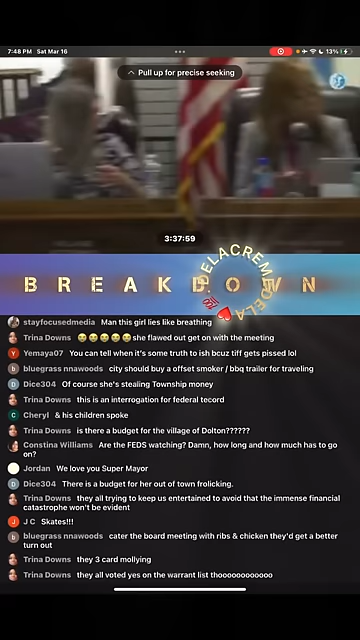 7:48 PM Sat Mar 16
13%
Pull up for precise seeking
3:37:59
DELACREMEDELA
BREAKDOWN
stayfocusedmedia Man this girl lies like breathing
Trina Downs 😂😂😂😂😂she flawed out get on with the meeting
Y Yemaya07 You can tell when it's some truth to ish bcuz tiff gets pissed lol
bluegrass nnawoods city should buy a offset smoker / bbq trailer for traveling
D Dice304 Of course she's stealing Township money
Trina Downs this is an interrogation for federal tecord
C Cheryl & his children spoke
Trina Downs is there a budget for the village of Dolton??????
Constina Williams Are the FEDS watching? Damn, how long and how much has to go
on?
Jordan We love you Super Mayor
D Dice304 There is a budget for her out of town frolicking.
Trina Downs they all trying to keep us entertained to avoid that the immense financial
catastrophe won't be evident
J J C Skates!!!
bluegrass nnawoods cater the board meeting with ribs & chicken they'd get a better
turn out
Trina Downs they 3 card mollying
Trina Downs they all voted yes on the warrant list thoooooooooooo